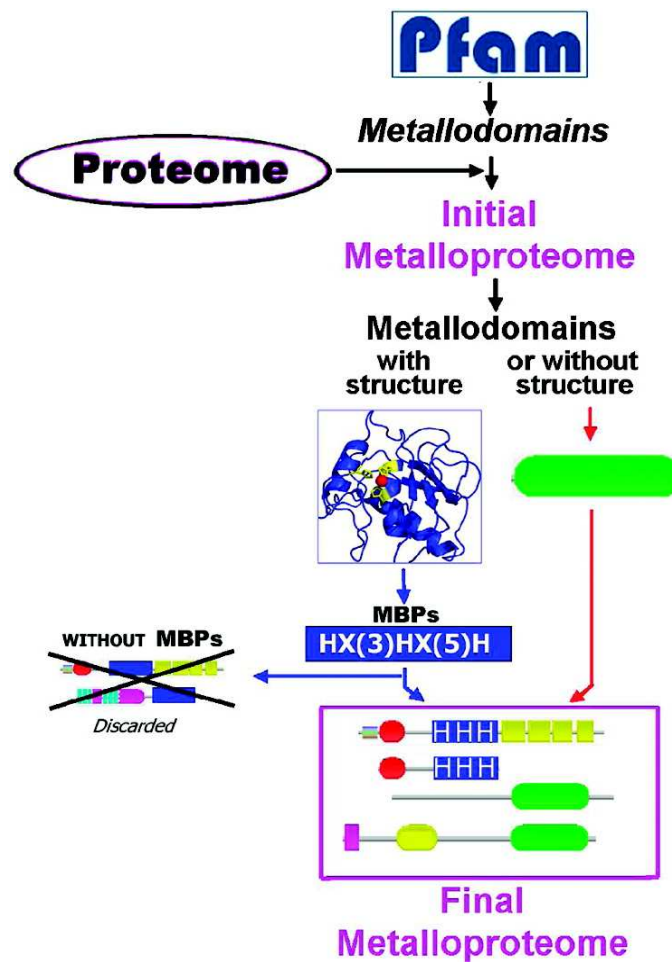 Pfam
Metallodomains
Proteome
Initial
Metalloproteome
Metallodomains
with
structure
or without
structure
MBPs
HX(3)HX(5)H
WITHOUT MBPs
Discarded
HHH
HHH
Final
Metalloproteome